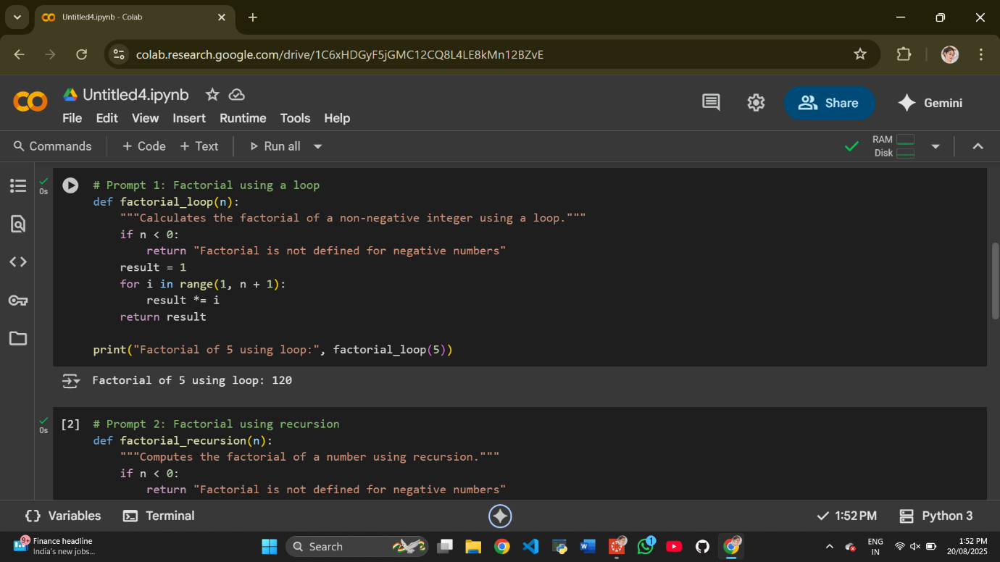 Untitled4.ipynb - Colab
colab.research.google.com/drive/1C6xHDGyF5jGMC12CQ8L4LE8kMn12BZvE
Untitled4.ipynb
File Edit View Insert Runtime Tools Help
Share
Gemini
Commands + Code + Text Run all
RAM
Disk
0s
# Prompt 1: Factorial using a loop
def factorial_loop(n):
    """Calculates the factorial of a non-negative integer using a loop."""
    if n < 0:
        return "Factorial is not defined for negative numbers"
    result = 1
    for i in range(1, n + 1):
        result *= i
    return result
print("Factorial of 5 using loop:", factorial_loop(5))
Factorial of 5 using loop: 120
0s
[2] # Prompt 2: Factorial using recursion
def factorial_recursion(n):
    """Computes the factorial of a number using recursion."""
    if n < 0:
        return "Factorial is not defined for negative numbers"
{} Variables Terminal
1:52 PM Python 3
9+
Finance headline
India's new jobs...
Search
1
ENG
IN
1:52 PM
20/08/2025